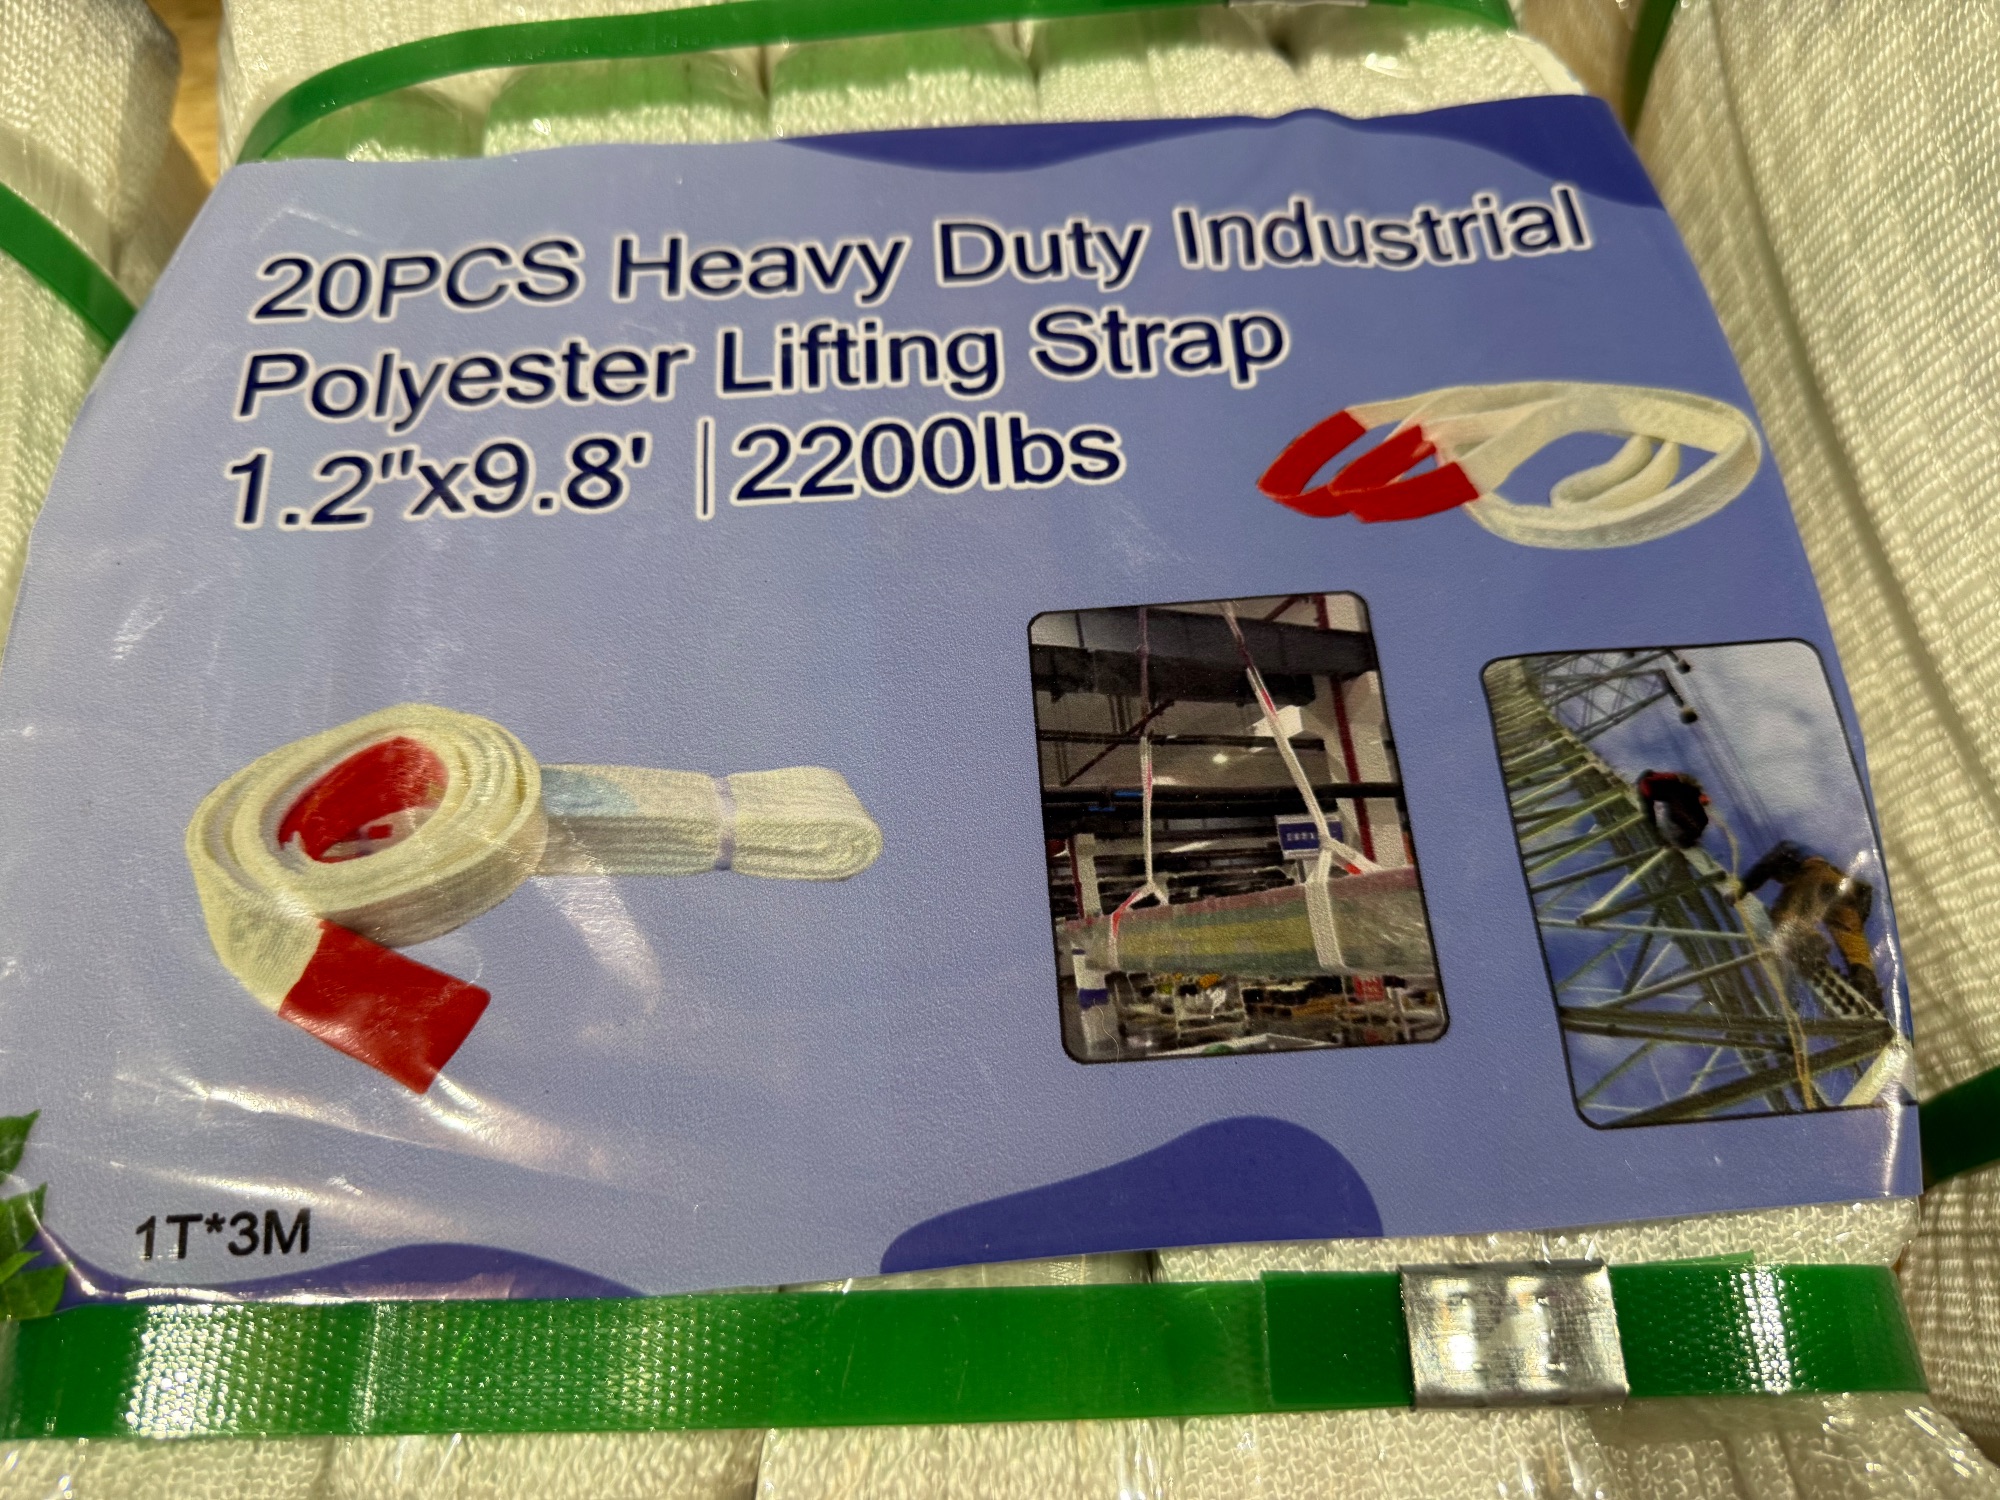 20PCS Heavy Duty Industrial
Polyester Lifting Strap
1.2"x9.8' |2200lbs
1T*3M